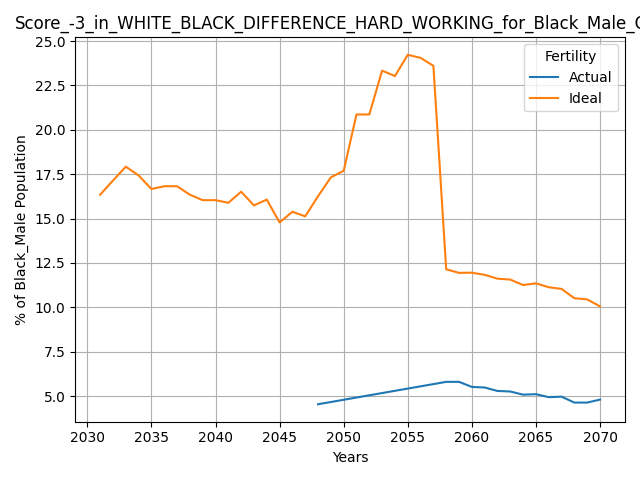 Score_-3_in_WHITE_BLACK_DIFFERENCE_HARD_WORKING_for_Black_Male_
25.0
22.5
20.0
17.5
15.0
12.5
10.0
7.5
5.0
% of Black_Male Population
Fertility
Actual
Ideal
2030 2035 2040 2045 2050 2055 2060 2065 2070
Years